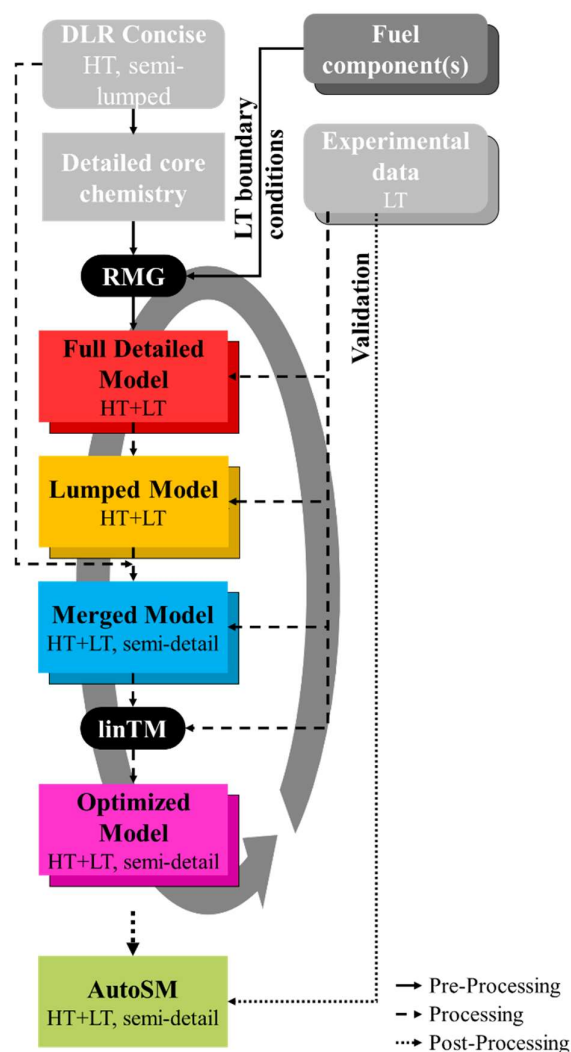 DLR Concise
HT, semi-
lumped
Fuel
component(s)
Detailed core
chemistry
LT boundary
conditions
Experimental
data
LT
RMG
Validation
Full Detailed
Model
HT+LT
Lumped Model
HT+LT
Merged Model
HT+LT, semi-detail
linTM
Optimized
Model
HT+LT, semi-detail
AutoSM
HT+LT, semi-detail
Pre-Processing
Processing
Post-Processing